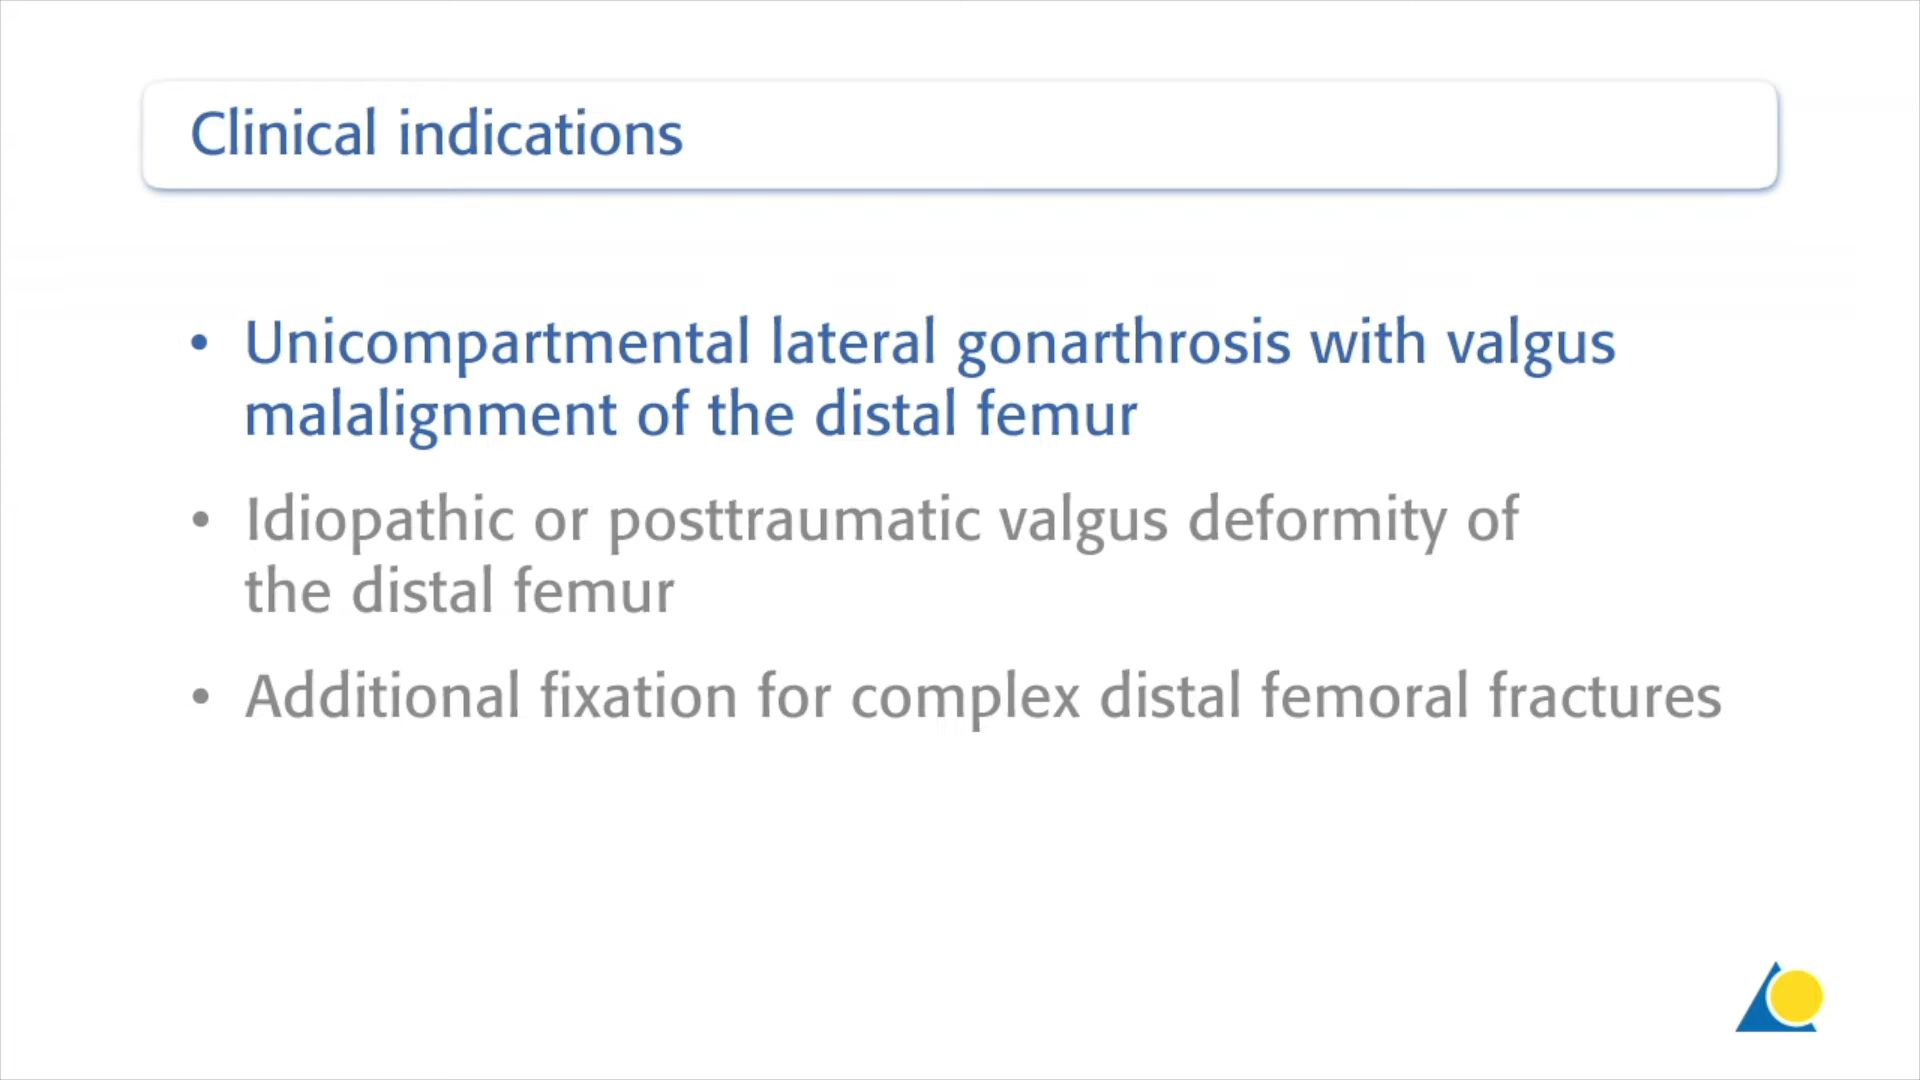 Clinical indications
• Unicompartmental lateral gonarthrosis with valgus
malalignment of the distal femur
• Idiopathic or posttraumatic valgus deformity of
the distal femur
• Additional fixation for complex distal femoral fractures